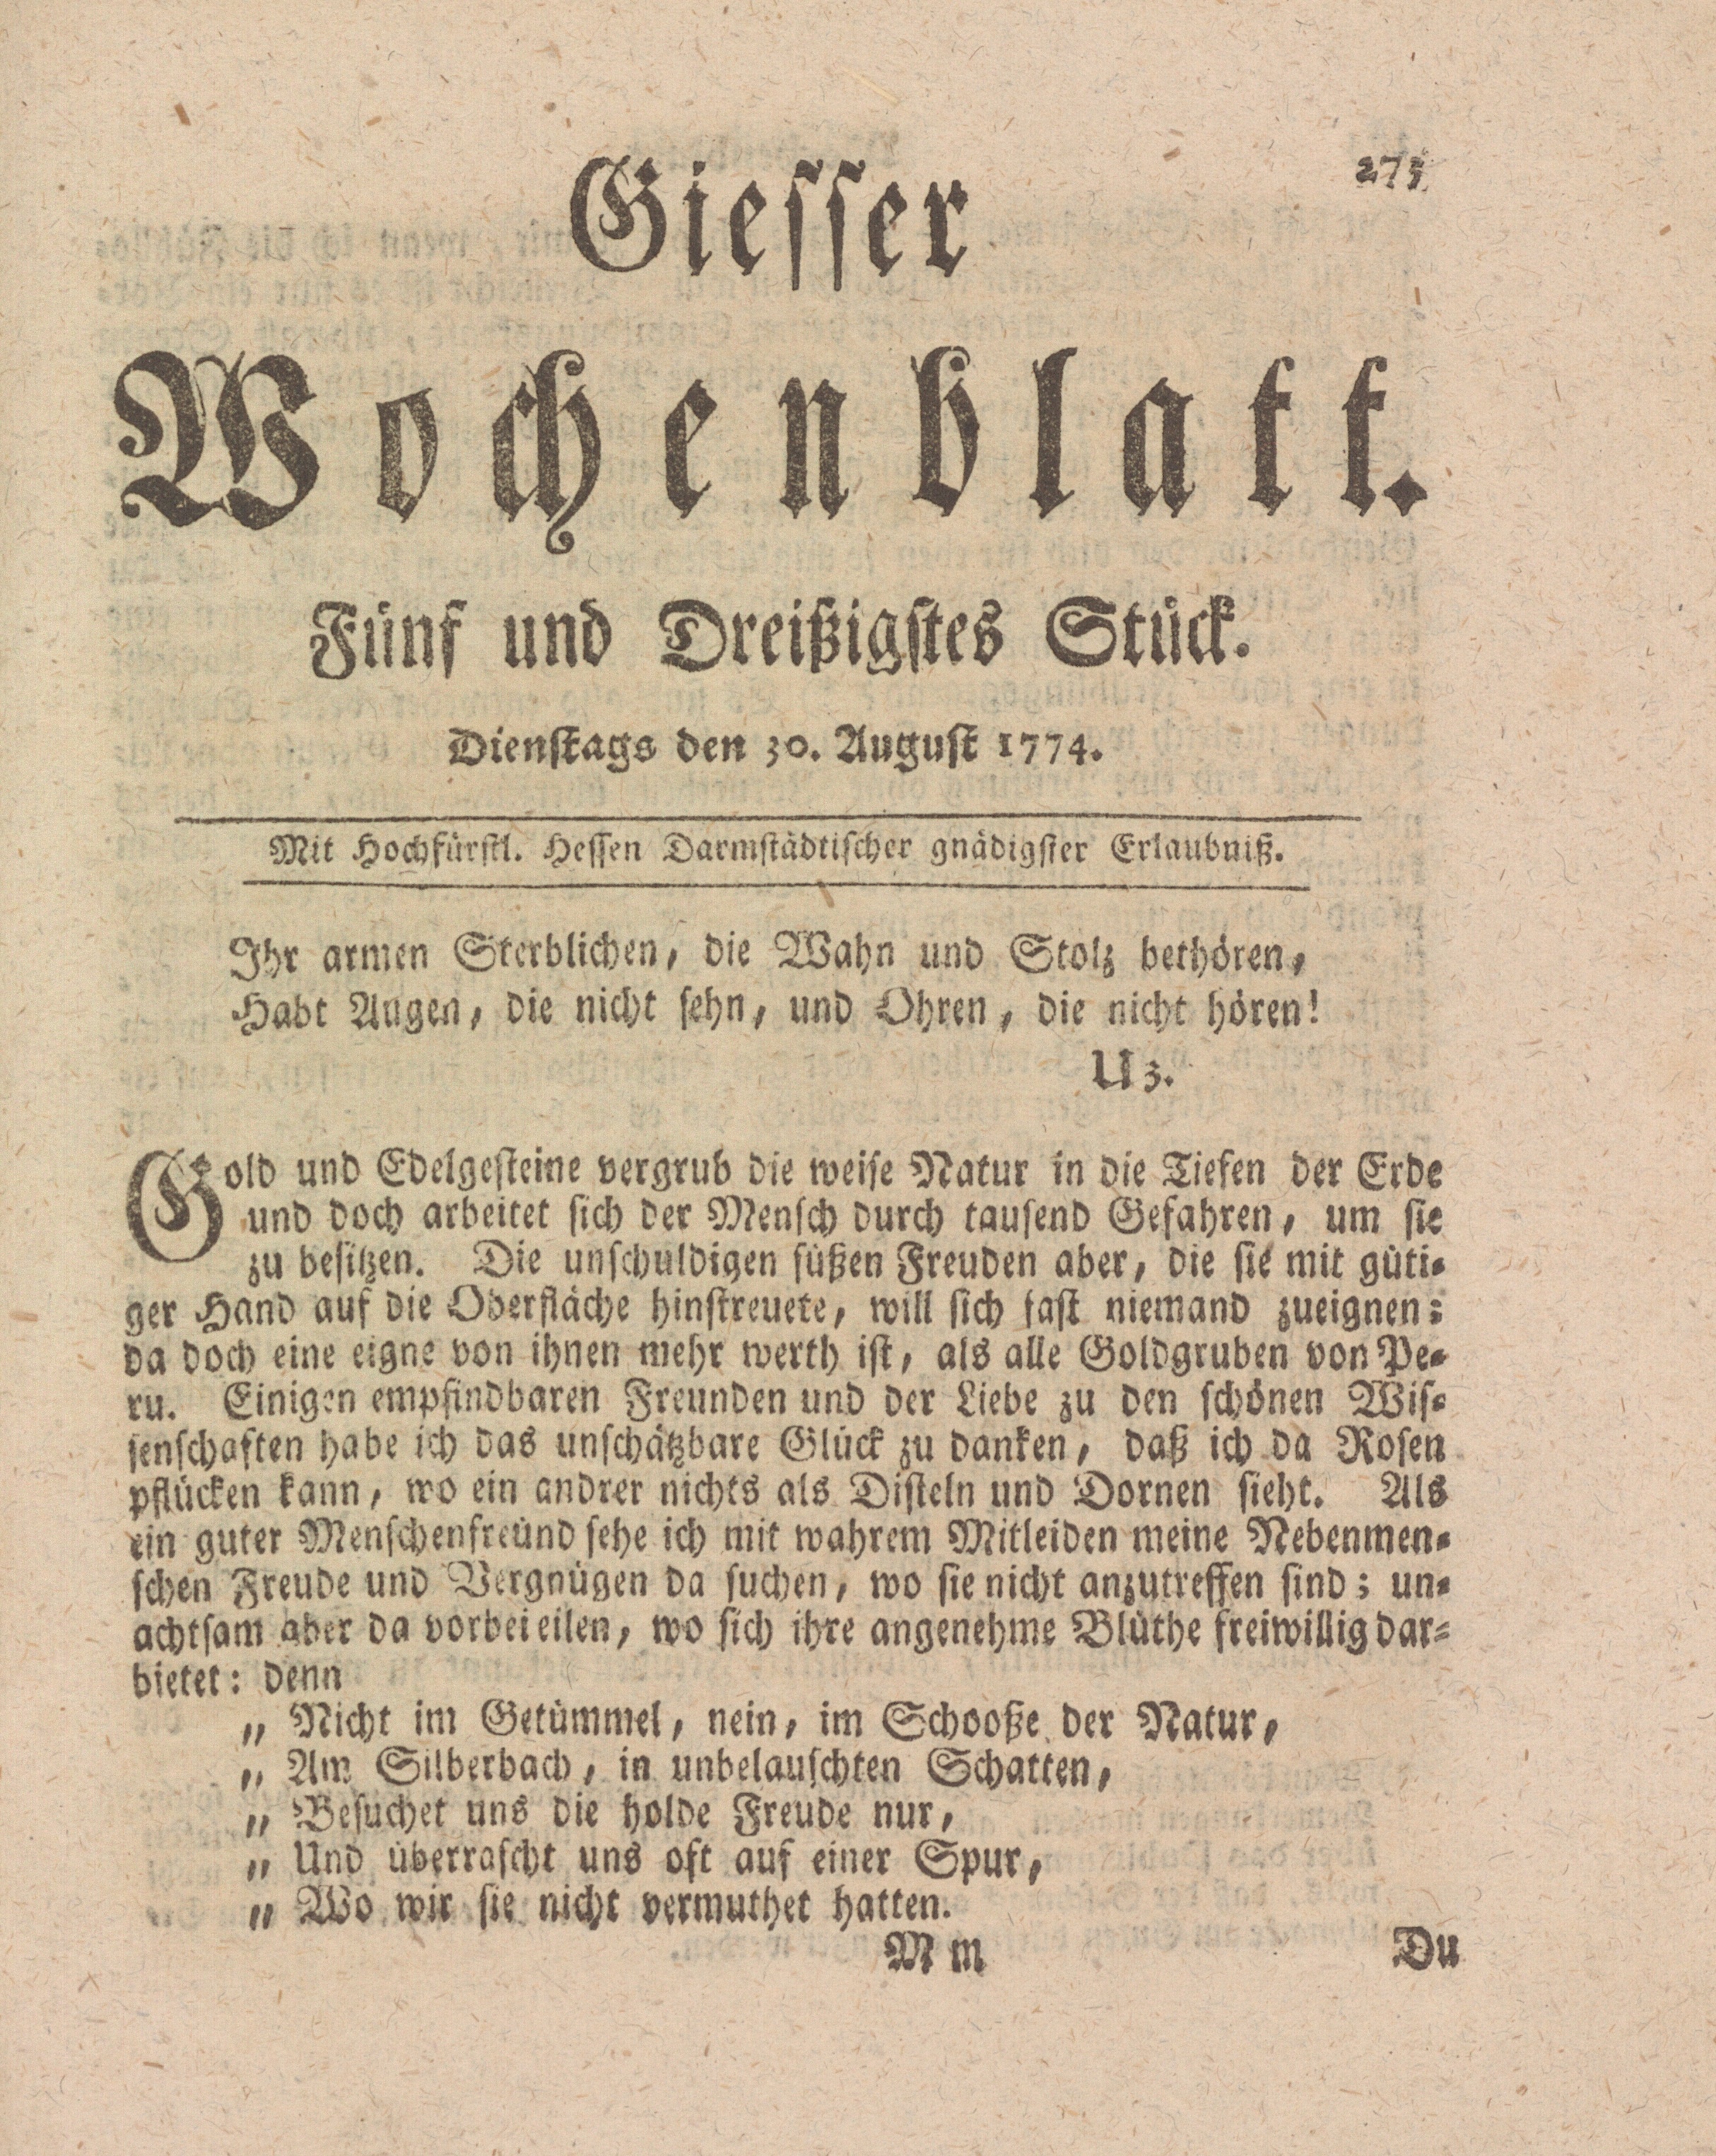 273
Giesser
Wochenblatt.
Fünf und Dreißigstes Stück.
Dienstags den 30. August 1774.
Mit Hochfürstl. Hessen Darmstädtischer gnädigster Erlaubniß.
Ihr armen Sterblichen, die Wahn und Stolz bethören,
Habt Augen, die nicht sehn, und Ohren, die nicht hören!
Uz.
Gold und Edelgesteine vergrub die weise Natur in die Tiefen der Erde
und doch arbeitet sich der Mensch durch tausend Gefahren, um sie
zu besitzen. Die unschuldigen süßen Freuden aber, die sie mit güti-
ger Hand auf die Oberfläche hinstreuete, will sich fast niemand zueignen:
da doch eine eigne von ihnen mehr werth ist, als alle Goldgruben von Pe-
ru. Einigen empfindbaren Freunden und der Liebe zu den schönen Wis-
senschaften habe ich das unschätzbare Glück zu danken, daß ich da Rosen
pflücken kann, wo ein andrer nichts als Disteln und Dornen sieht. Als
ein guter Menschenfreund sehe ich mit wahrem Mitleiden meine Nebenmen-
schen Freude und Vergnügen da suchen, wo sie nicht anzutreffen sind; un-
achtsam aber da vorbei eilen, wo sich ihre angenehme Blüthe freiwillig dar-
bietet: denn
„ Nicht im Getümmel, nein, im Schooße der Natur,
„ Am Silberbach, in unbelauschten Schatten,
„ Besuchet uns die holde Freude nur,
„ Und überrascht uns oft auf einer Spur,
„ Wo wir sie nicht vermuthet hatten.
M m Du